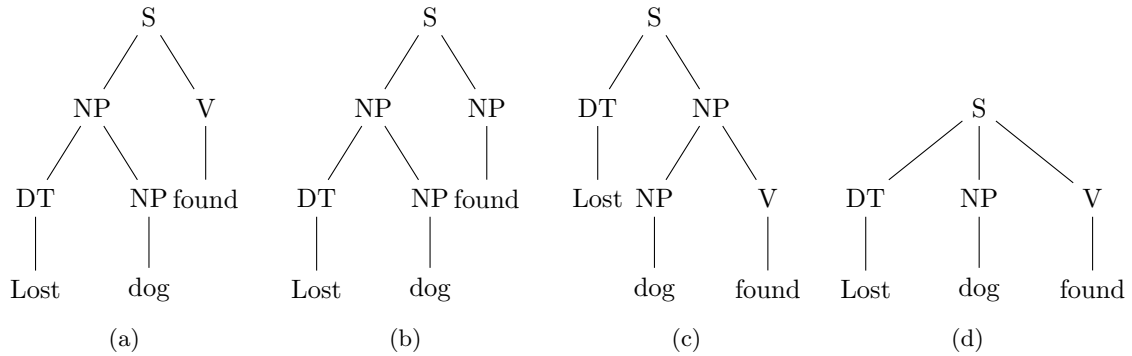 S S S
NP V NP NP DT NP S
DT NP found DT NP found Lost NP V DT NP V
Lost dog Lost dog dog found Lost dog found
(a) (b) (c) (d)